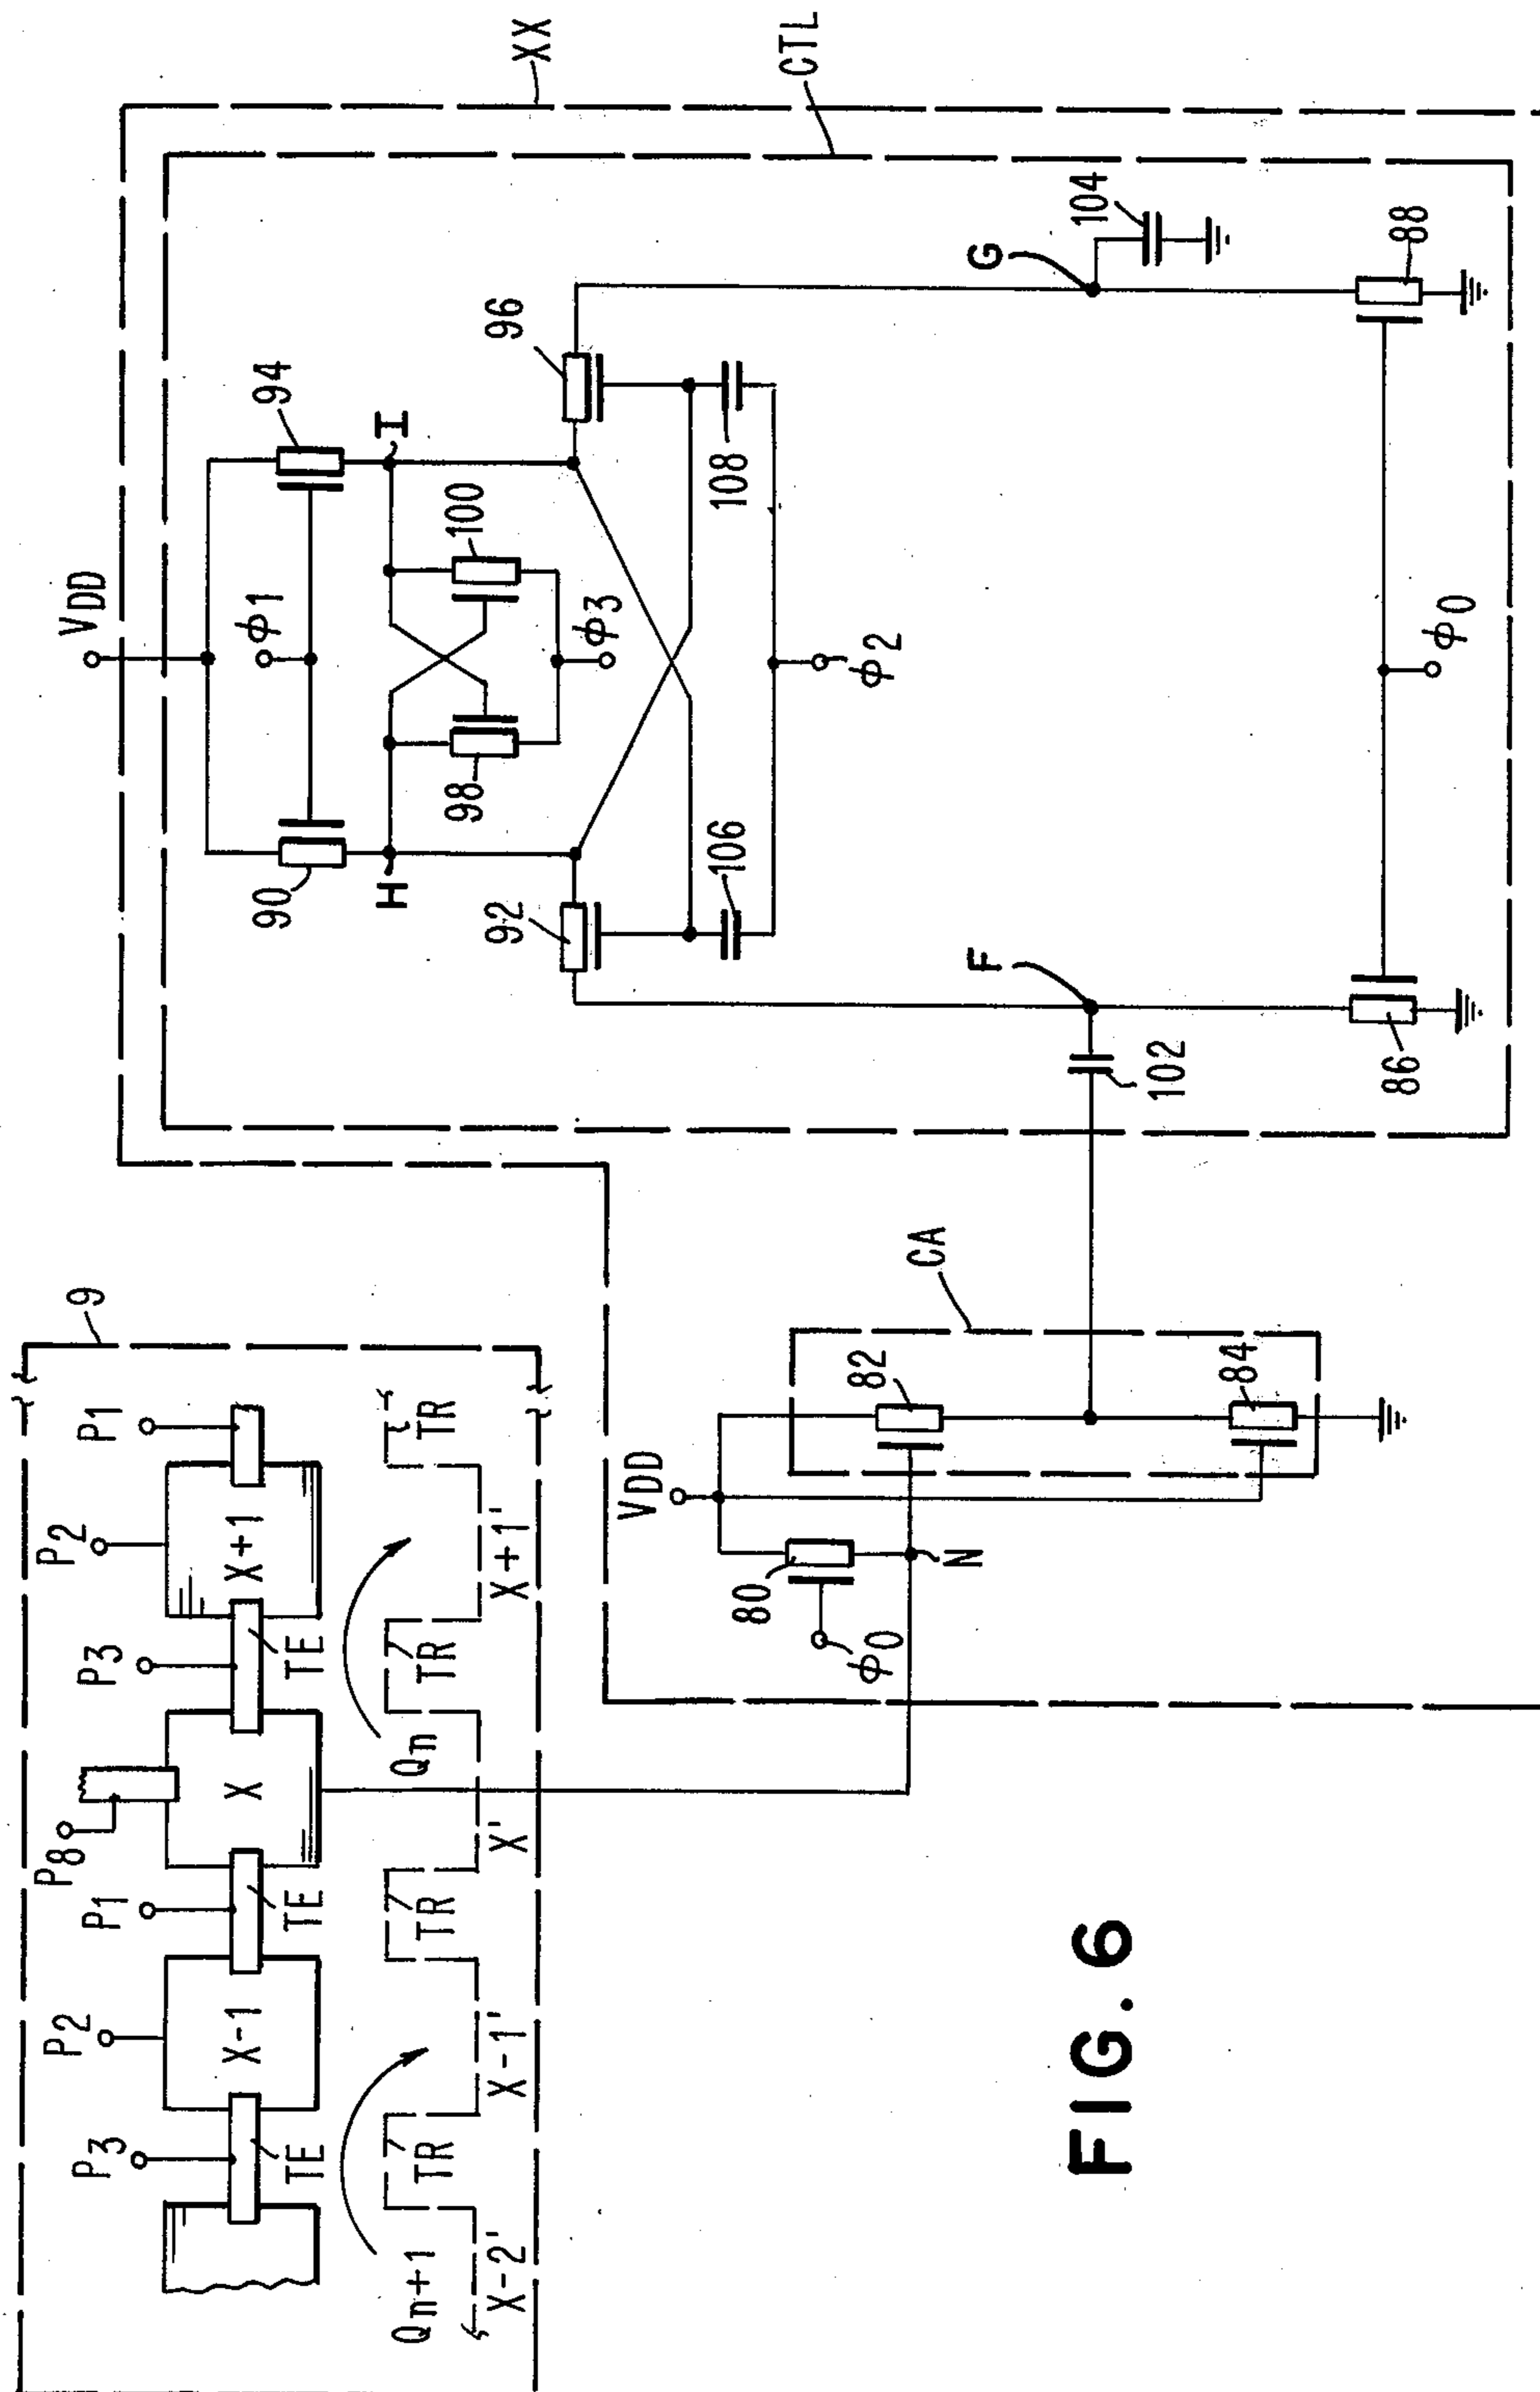 XX
CTL
VDD
94
ϕ1
90
I
H
100
98
ϕ3
96
92
108
106
ϕ2
G
104
F
102
88
86
ϕ0
9
P1
P2
X+1
P3
TE
P8
X
P1
TE
P2
X-1
P3
TE
TR
X+1'
TR
Qn
X'
TR
X-1'
TR
Qn+1
X-2'
CA
VDD
82
84
80
N
ϕ0
FIG. 6